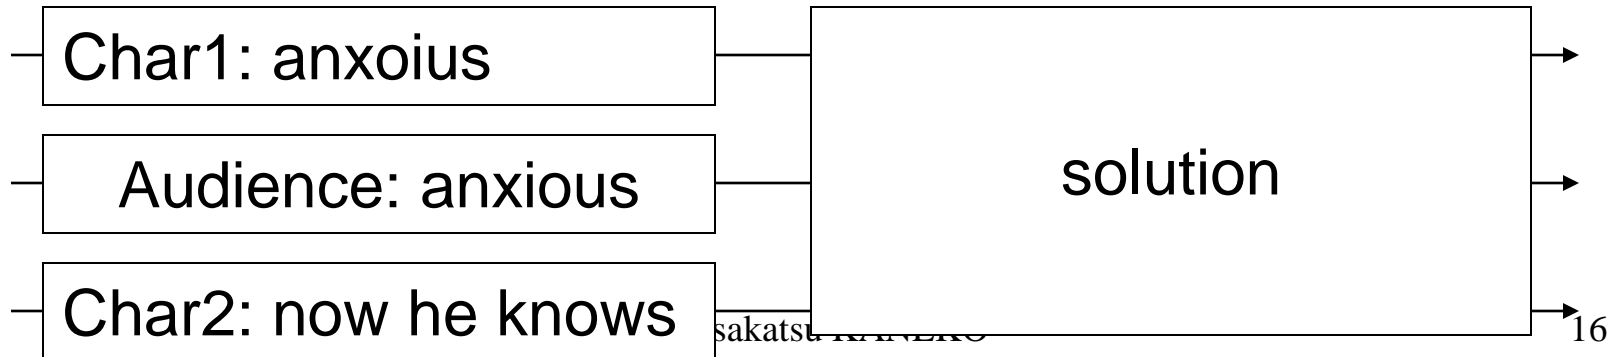 Char1: anxoius
Audience: anxious
solution
Char2: now he knows
16